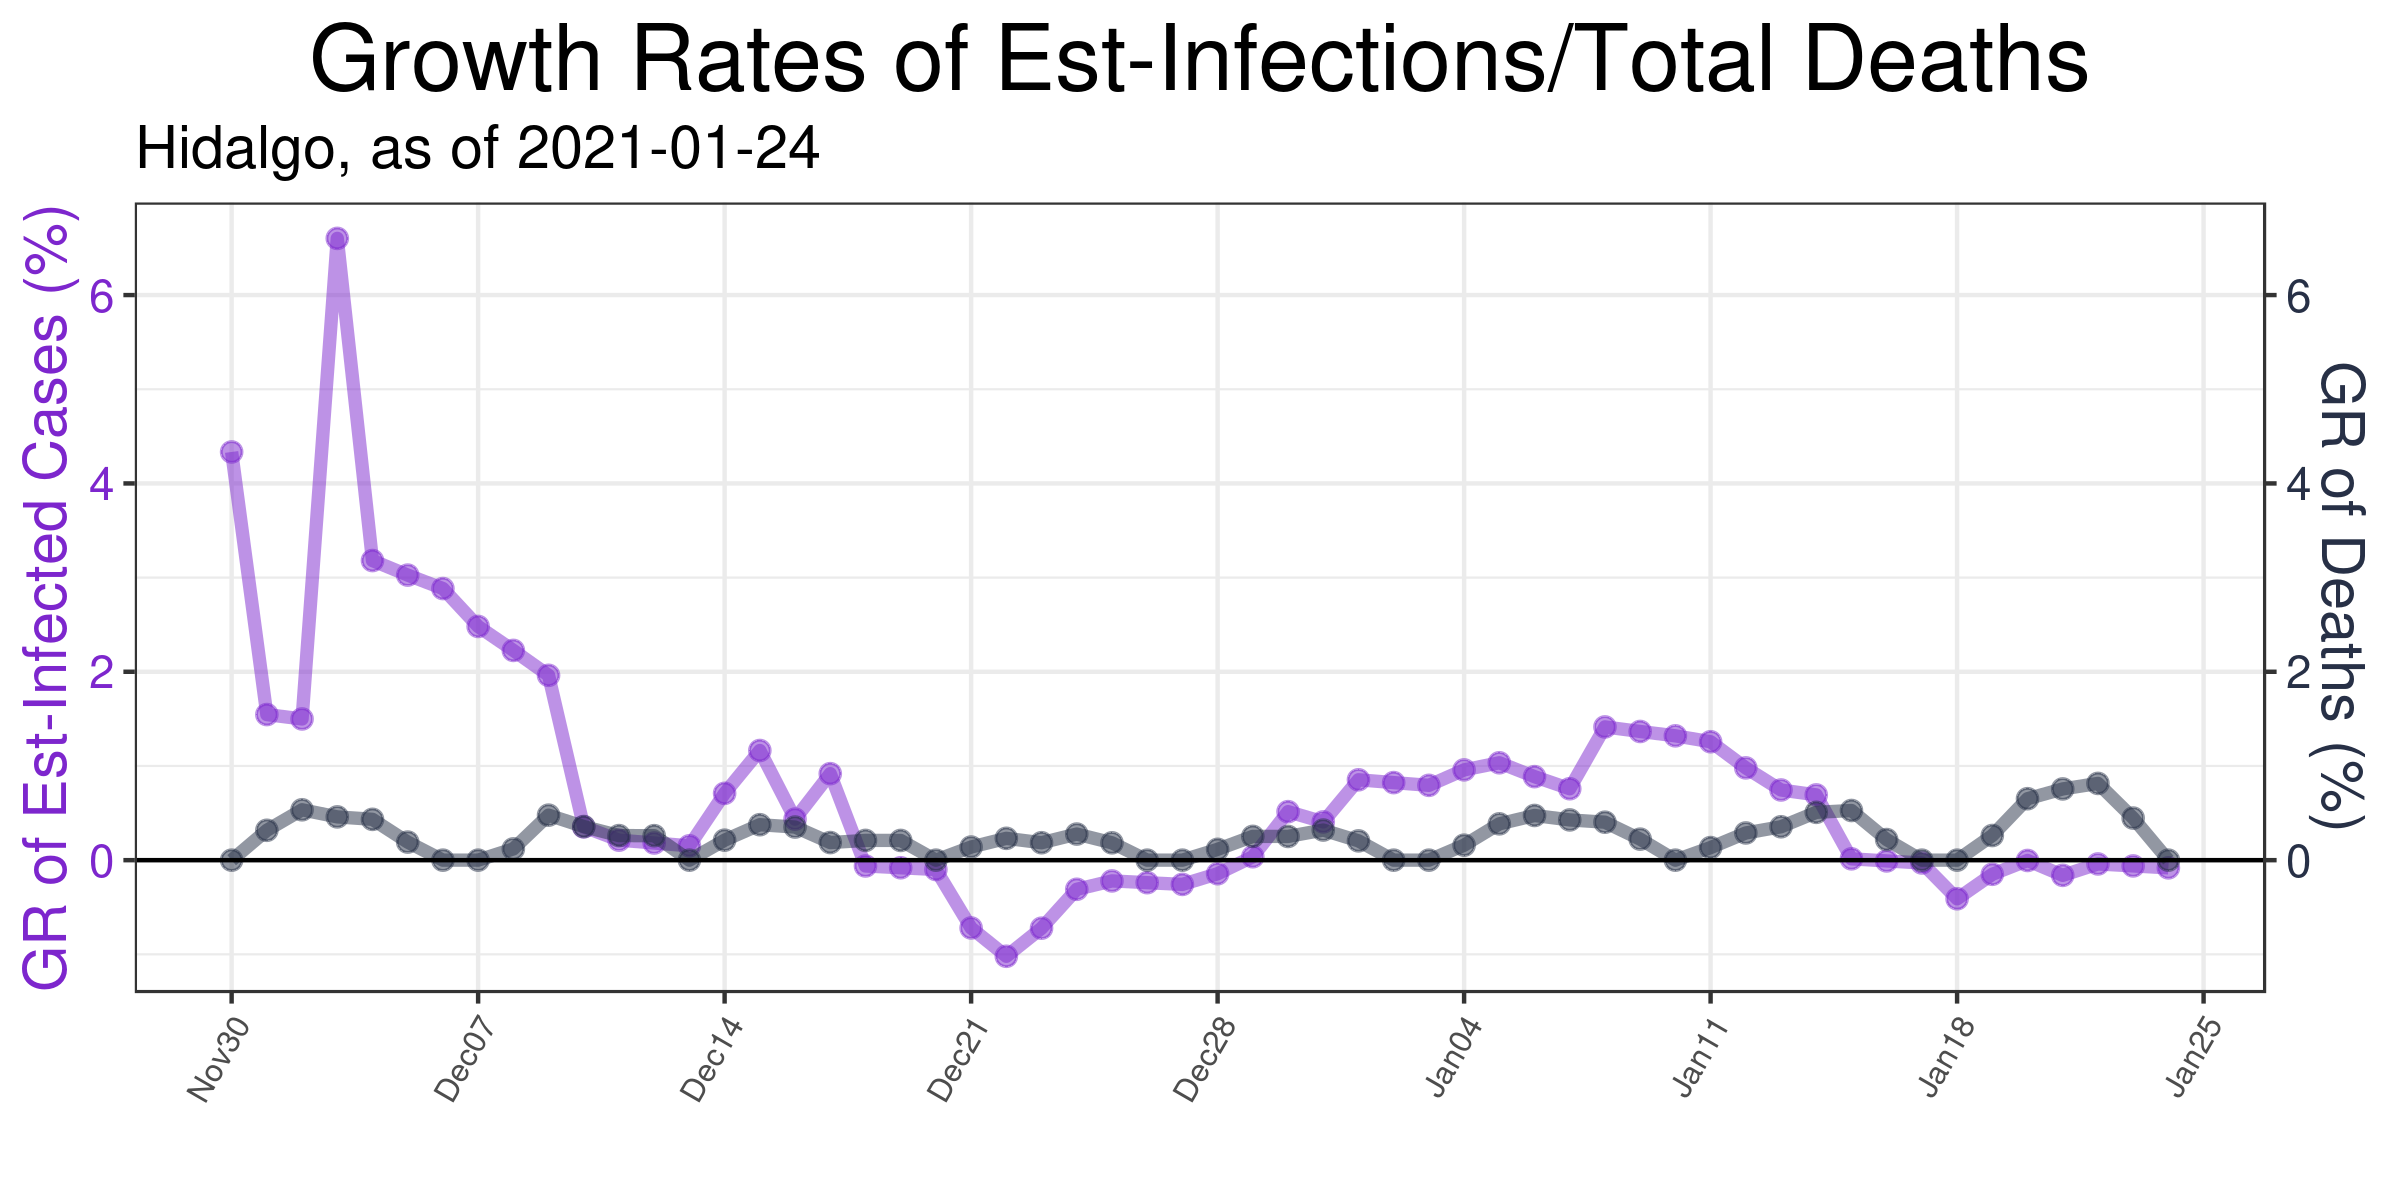 Growth Rates of Est-Infections/Total Deaths
Hidalgo, as of 2021-01-24
GR of Est-Infected Cases (%)
6
4
2
0
6
4
2
0
GR of Deaths (%)
Nov30
Dec07
Dec14
Dec21
Dec28
Jan04
Jan11
Jan18
Jan25